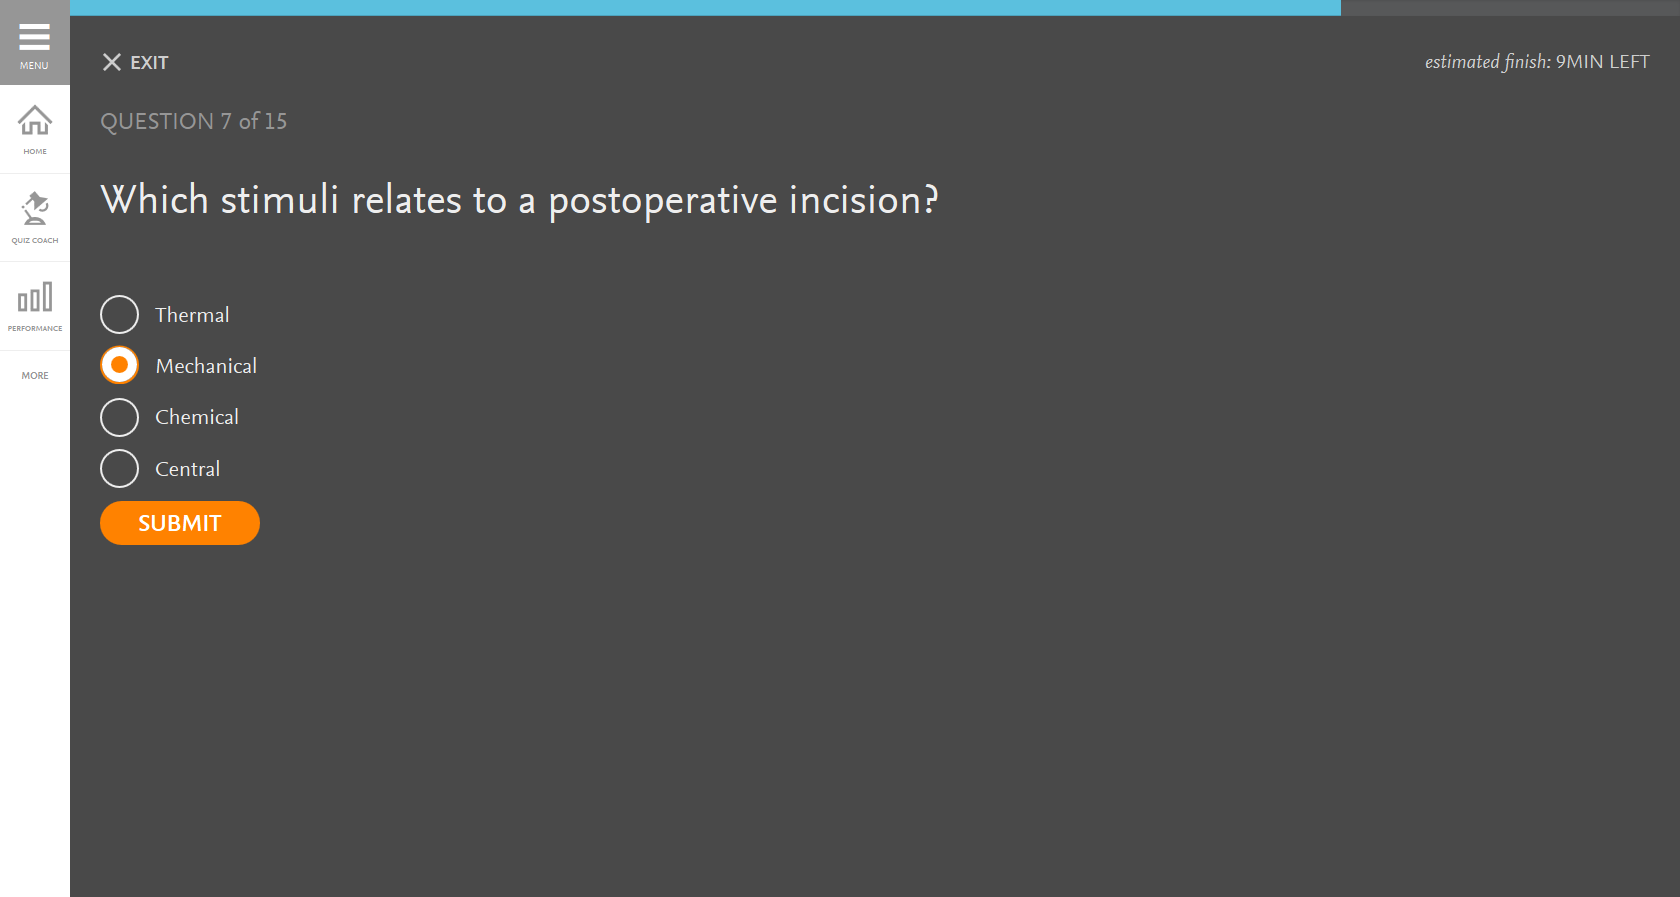 MENU
HOME
QUIZ COACH
PERFORMANCE
MORE
EXIT
estimated finish: 9MIN LEFT
QUESTION 7 of 15
Which stimuli relates to a postoperative incision?
Thermal
Mechanical
Chemical
Central
SUBMIT